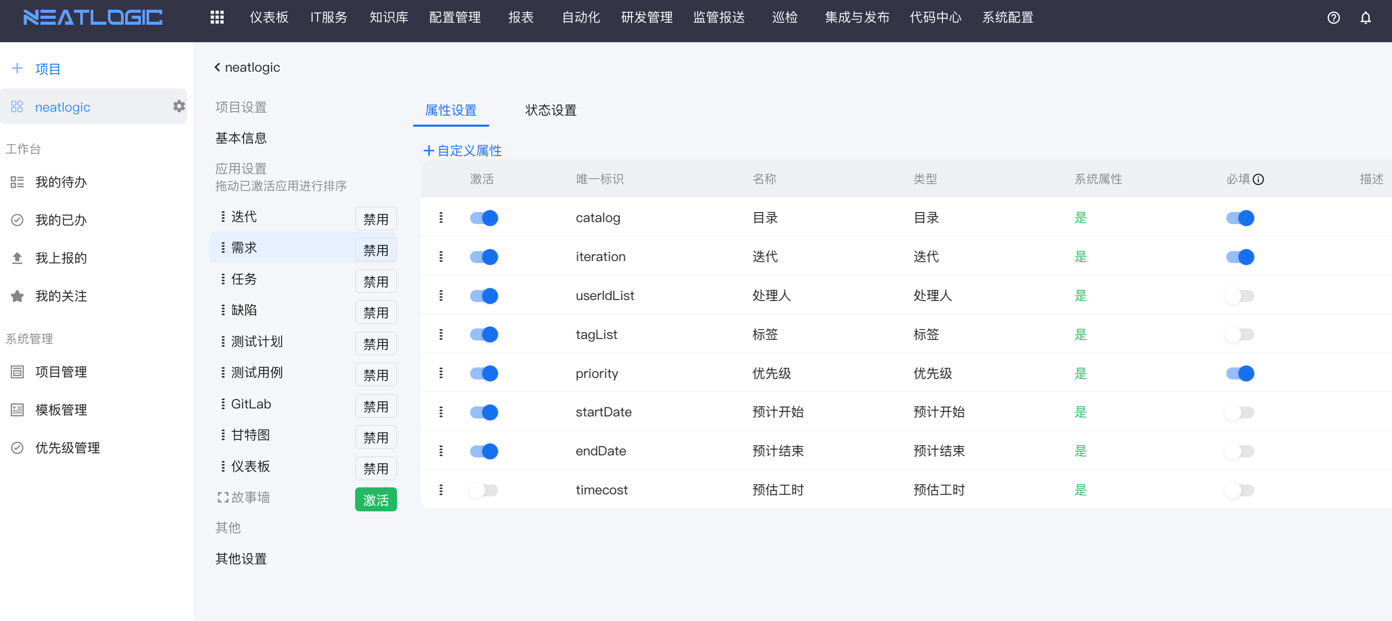 NEATLOGIC
仪表板 IT服务 知识库 配置管理 报表 自动化 研发管理 监管报送 巡检 集成与发布 代码中心 系统配置
项目
neatlogic
工作台
我的待办
我的已办
我上报的
我的关注
系统管理
项目管理
模板管理
优先级管理
neatlogic
项目设置
基本信息
应用设置
拖动已激活应用进行排序
迭代 禁用
需求 禁用
任务 禁用
缺陷 禁用
测试计划 禁用
测试用例 禁用
GitLab 禁用
甘特图 禁用
仪表板 禁用
故事墙 激活
其他
其他设置
属性设置 状态设置
自定义属性
激活 唯一标识 名称 类型 系统属性 必填 描述
catalog 目录 目录 是
iteration 迭代 迭代 是
userIdList 处理人 处理人 是
tagList 标签 标签 是
priority 优先级 优先级 是
startDate 预计开始 预计开始 是
endDate 预计结束 预计结束 是
timecost 预估工时 预估工时 是